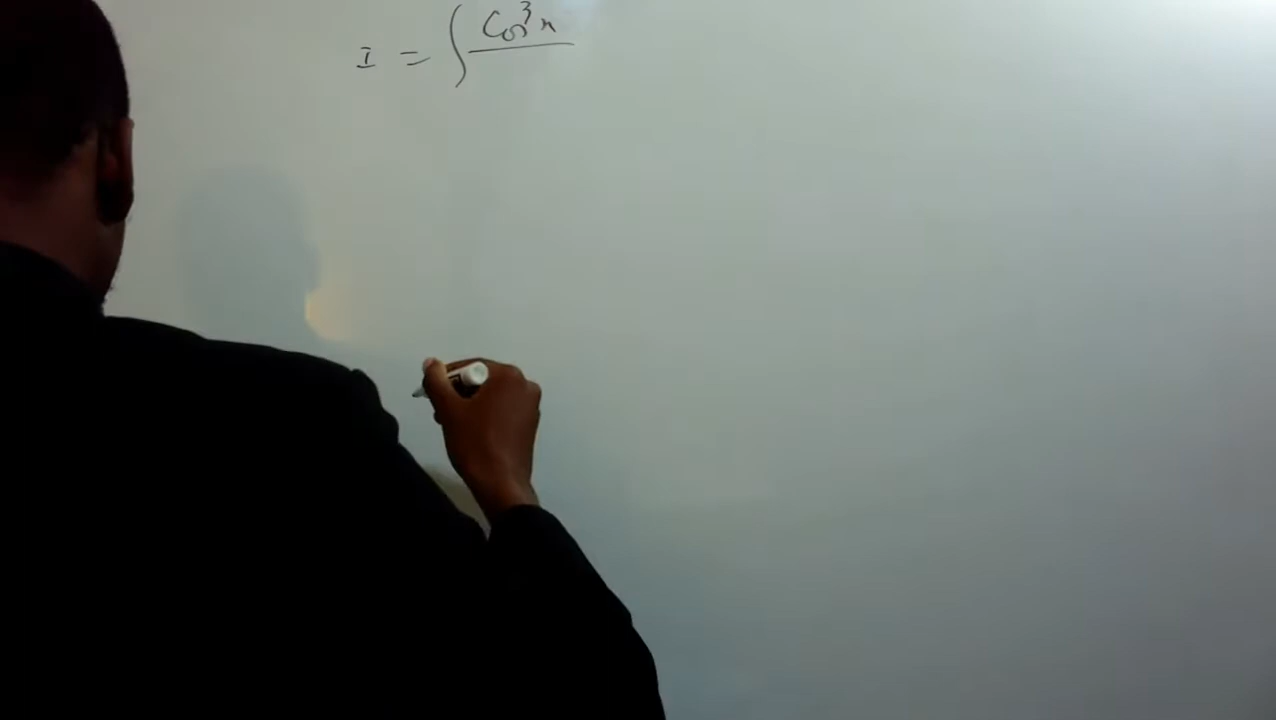 I = ∫ Cos³x